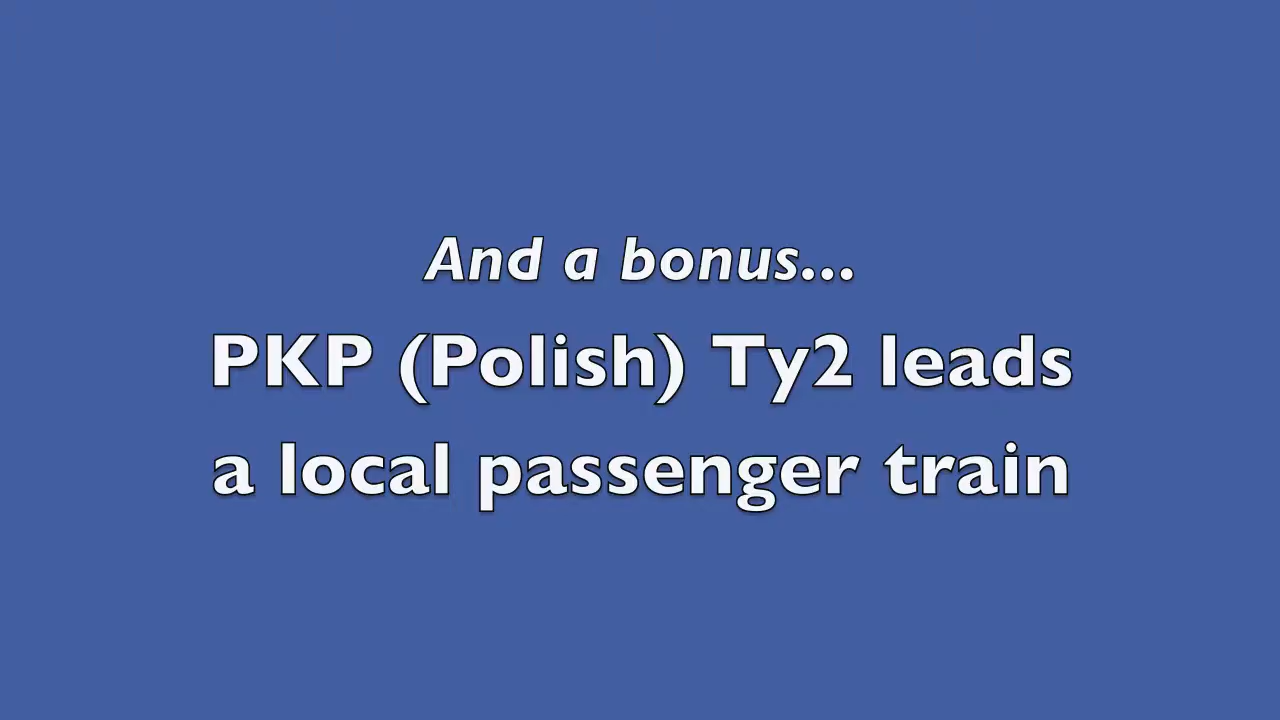 And a bonus...
PKP (Polish) Ty2 leads
a local passenger train